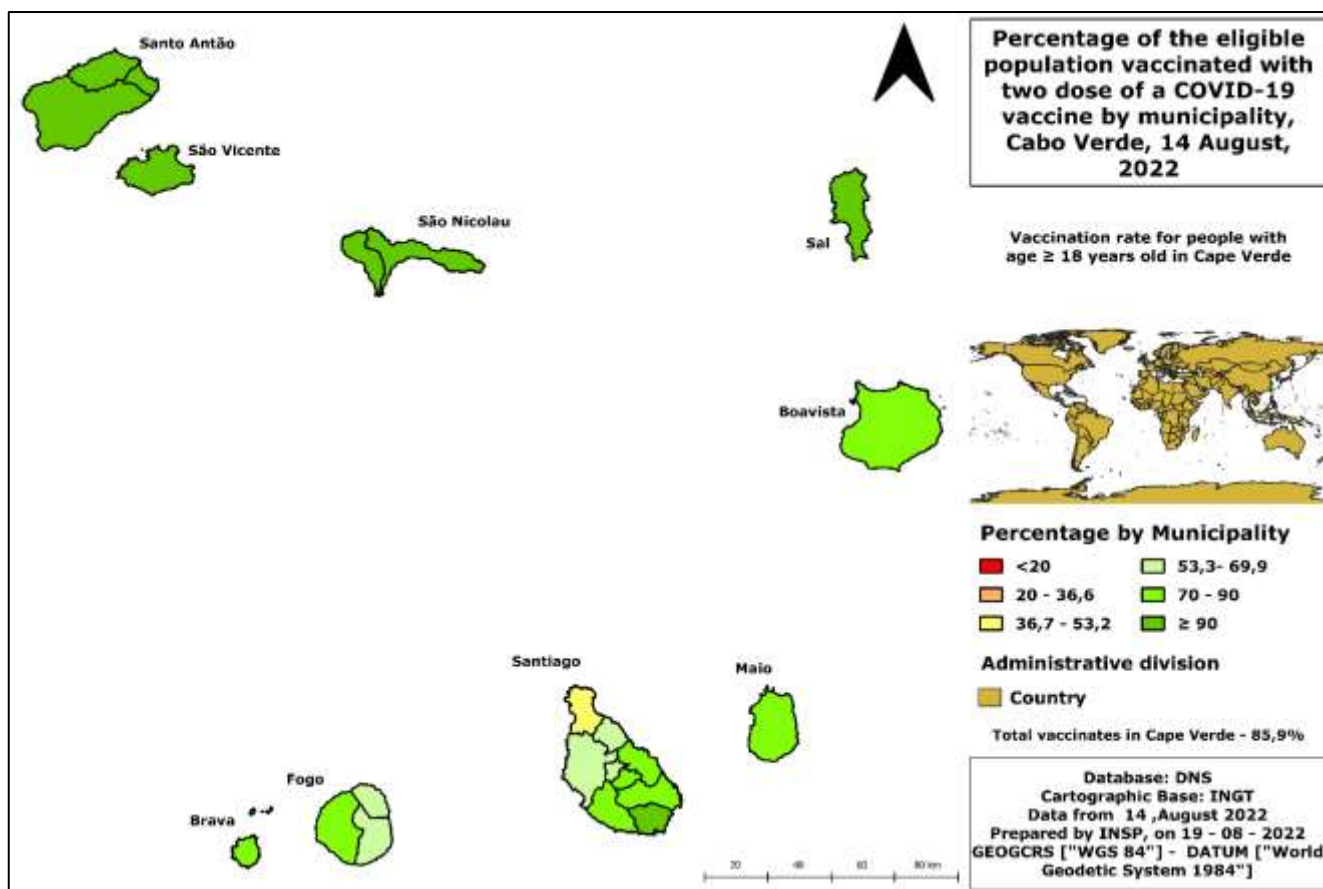 Santo Antão
São Vicente
São Nicolau
Sal
Boavista
Santiago
Maio
Fogo
Brava
20 40 60 80 km
Percentage of the eligible
population vaccinated with
two dose of a COVID-19
vaccine by municipality,
Cabo Verde, 14 August,
2022
Vaccination rate for people with
age ≥ 18 years old in Cape Verde
Percentage by Municipality
<20
20 - 36,6
36,7 - 53,2
53,3- 69,9
70 - 90
≥ 90
Administrative division
Country
Total vaccinates in Cape Verde - 85,9%
Database: DNS
Cartographic Base: INGT
Data from 14 ,August 2022
Prepared by INSP, on 19 - 08 - 2022
GEOGCRS ["WGS 84"] - DATUM ["World
Geodetic System 1984"]